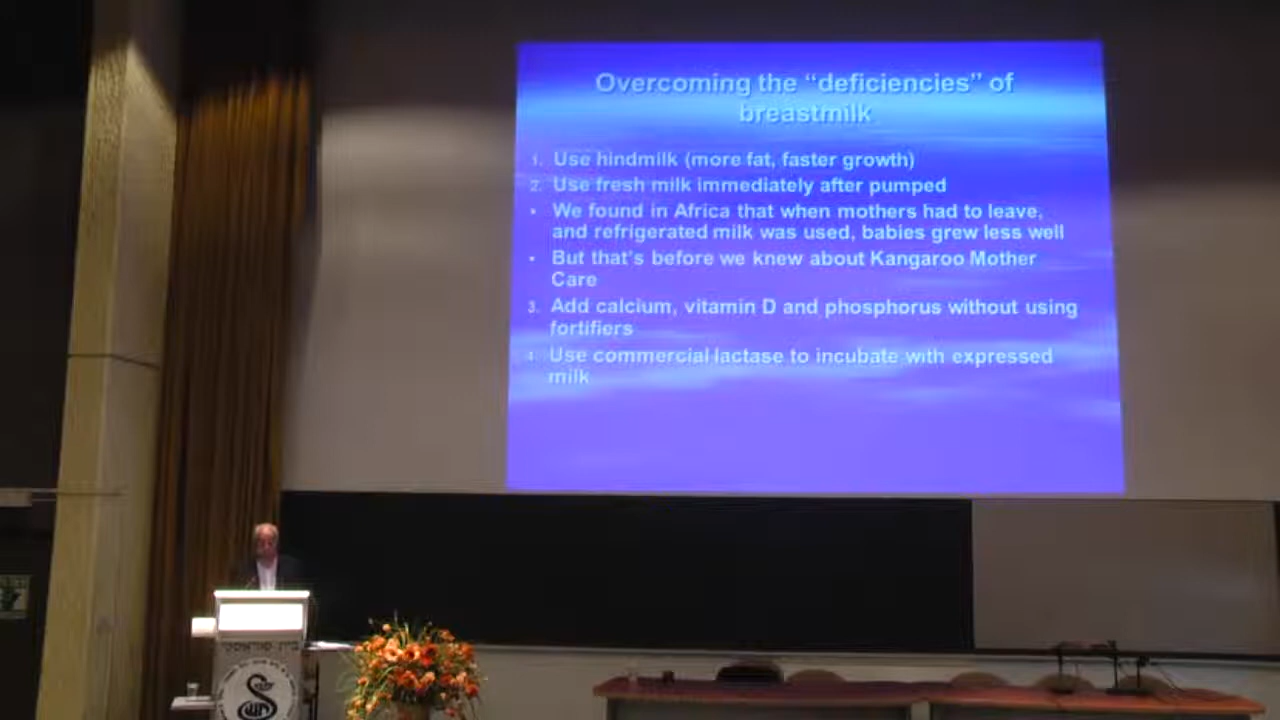 Overcoming the “deficiencies” of
breastmilk
1. Use hindmilk (more fat, faster growth)
2. Use fresh milk immediately after pumped
• We found in Africa that when mothers had to leave,
and refrigerated milk was used, babies grew less well
• But that's before we knew about Kangaroo Mother
Care
3. Add calcium, vitamin D and phosphorus without using
fortifiers
4. Use commercial lactase to incubate with expressed
milk